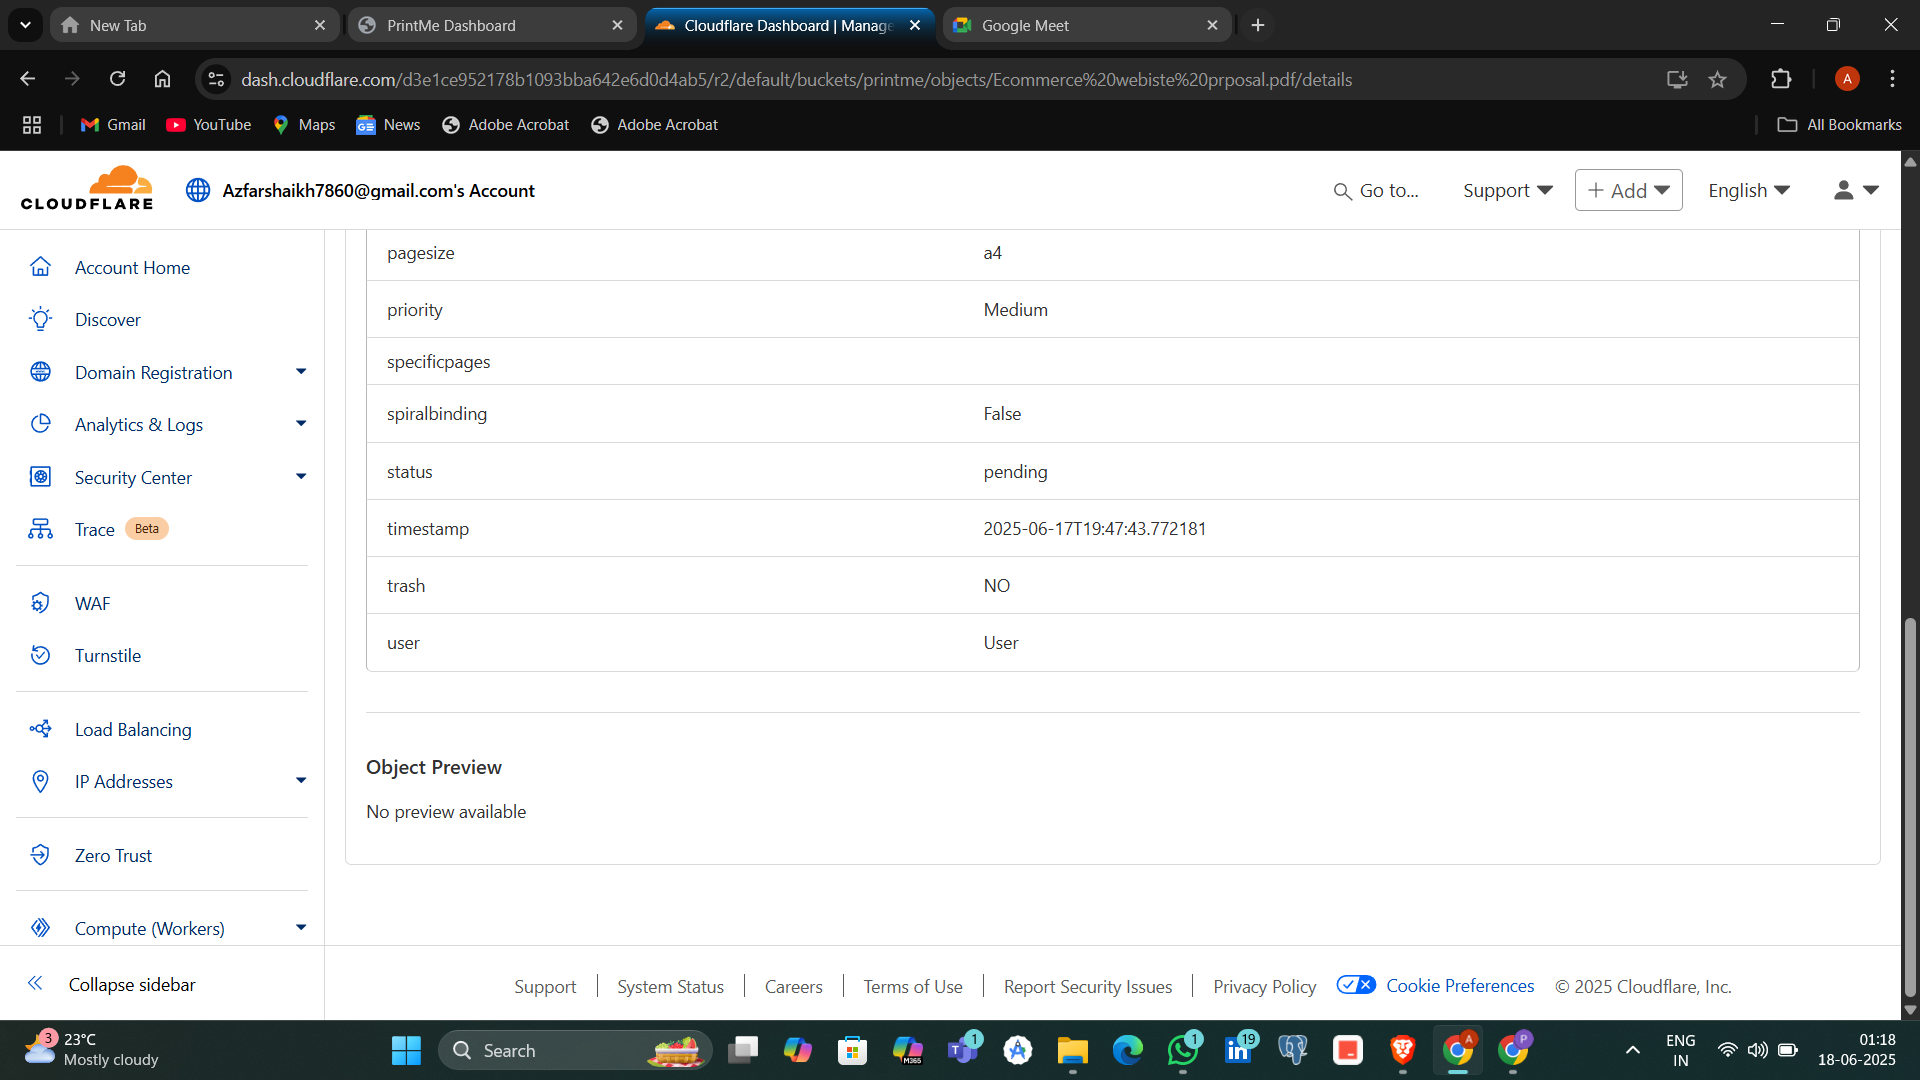 New Tab
PrintMe Dashboard
Cloudflare Dashboard | Manage
Google Meet
dash.cloudflare.com/d3e1ce952178b1093bba642e6d0d4ab5/r2/default/buckets/printme/objects/Ecommerce%20webiste%20prposal.pdf/details
A
Gmail
YouTube
Maps
News
Adobe Acrobat
Adobe Acrobat
All Bookmarks
CLOUDFLARE
Azfarshaikh7860@gmail.com's Account
Go to...
Support
+ Add
English
Account Home
Discover
Domain Registration
Analytics & Logs
Security Center
Trace Beta
WAF
Turnstile
Load Balancing
IP Addresses
Zero Trust
Compute (Workers)
Collapse sidebar
pagesize a4
priority Medium
specificpages
spiralbinding False
status pending
timestamp 2025-06-17T19:47:43.772181
trash NO
user User
Object Preview
No preview available
Support
System Status
Careers
Terms of Use
Report Security Issues
Privacy Policy
Cookie Preferences
© 2025 Cloudflare, Inc.
3
23°C
Mostly cloudy
Search
M365
T
1
1
in
19
A
P
ENG
IN
01:18
18-06-2025